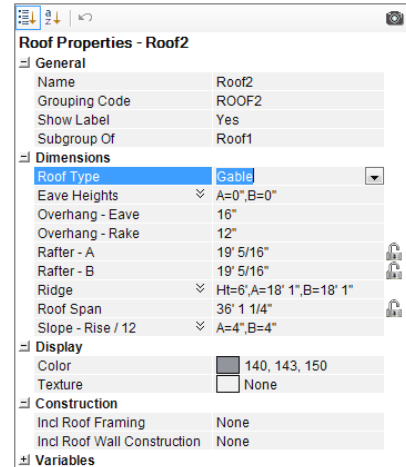 Roof Properties - Roof2
General
Name Roof2
Grouping Code ROOF2
Show Label Yes
Subgroup Of Roof1
Dimensions
Roof Type Gable
Eave Heights A=0",B=0"
Overhang - Eave 16"
Overhang - Rake 12"
Rafter - A 19' 5/16"
Rafter - B 19' 5/16"
Ridge Ht=6',A=18' 1",B=18' 1"
Roof Span 36' 1 1/4"
Slope - Rise / 12 A=4",B=4"
Display
Color 140, 143, 150
Texture None
Construction
Incl Roof Framing None
Incl Roof Wall Construction None
Variables